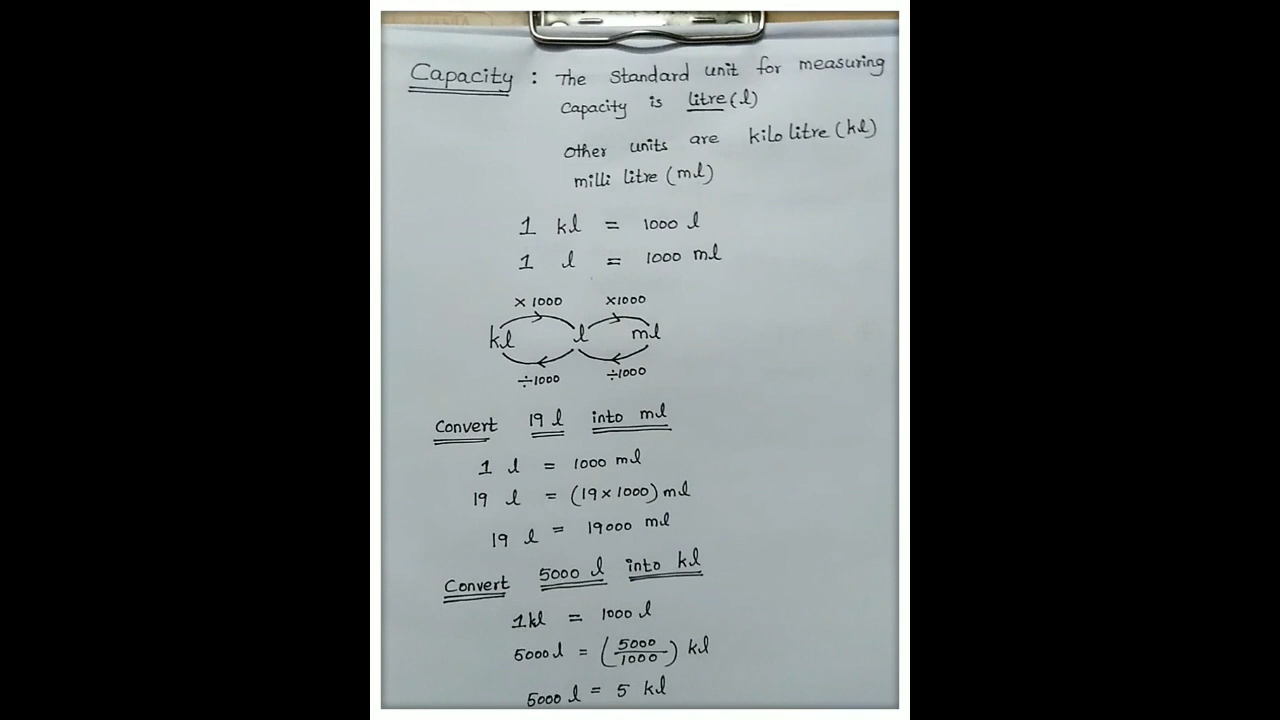 Capacity : The Standard unit for measuring
Capacity is litre (l)
Other units are kilo litre (kl)
milli litre (ml)
1 kl = 1000 l
1 l = 1000 ml
× 1000 ×1000
kl l ml
÷1000 ÷1000
Convert 19 l into ml
1 l = 1000 ml
19 l = (19 × 1000) ml
19 l = 19000 ml
Convert 5000 l into kl
1kl = 1000 l
5000 l = (5000/1000) kl
5000 l = 5 kl